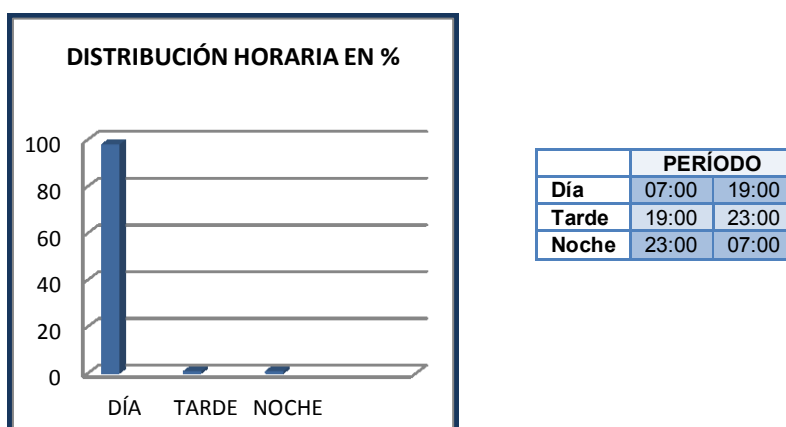 DISTRIBUCIÓN HORARIA EN %
100
80
60
40
20
0
DÍA TARDE NOCHE
PERÍODO
Día 07:00 19:00
Tarde 19:00 23:00
Noche 23:00 07:00